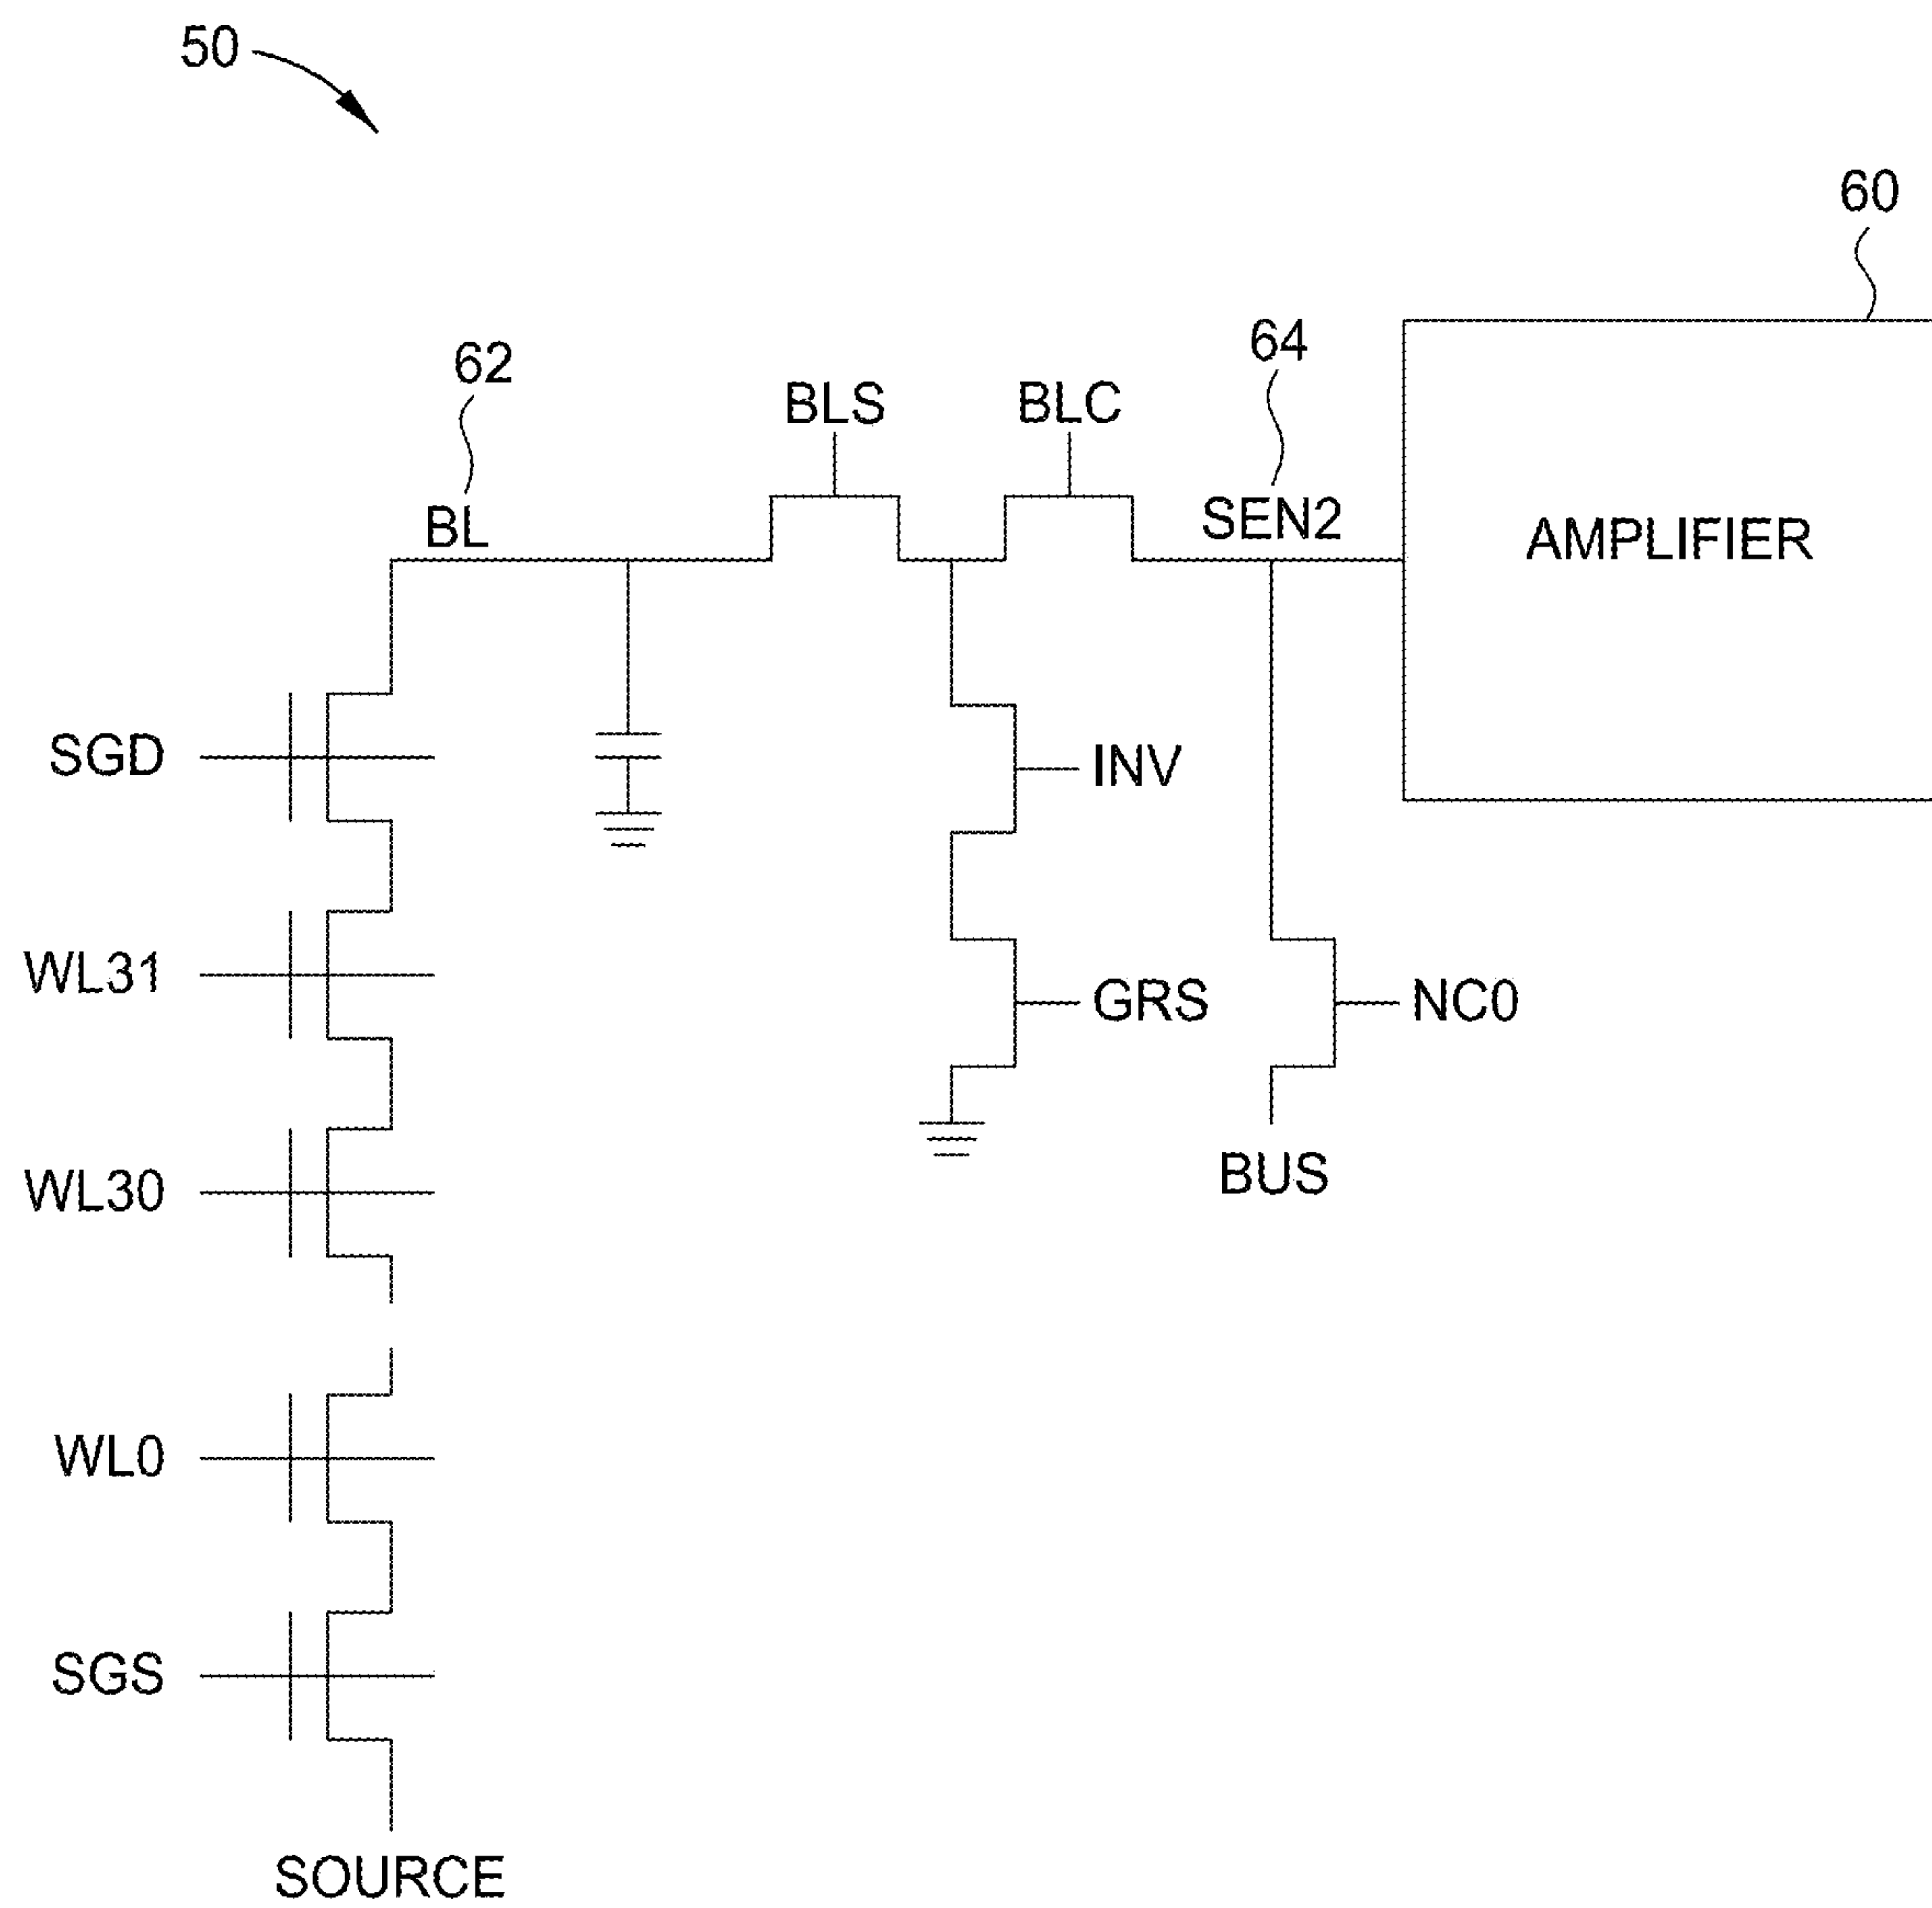 50
60
62
64
BLS
BLC
BL
SEN2
AMPLIFIER
SGD
INV
WL31
GRS
NC0
WL30
BUS
WL0
SGS
SOURCE